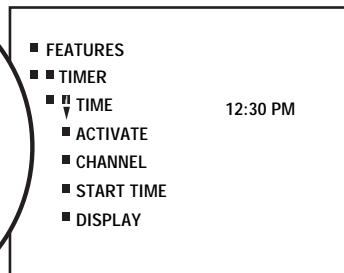 FEATURES
TIMER
TIME 12:30 PM
ACTIVATE
CHANNEL
START TIME
DISPLAY